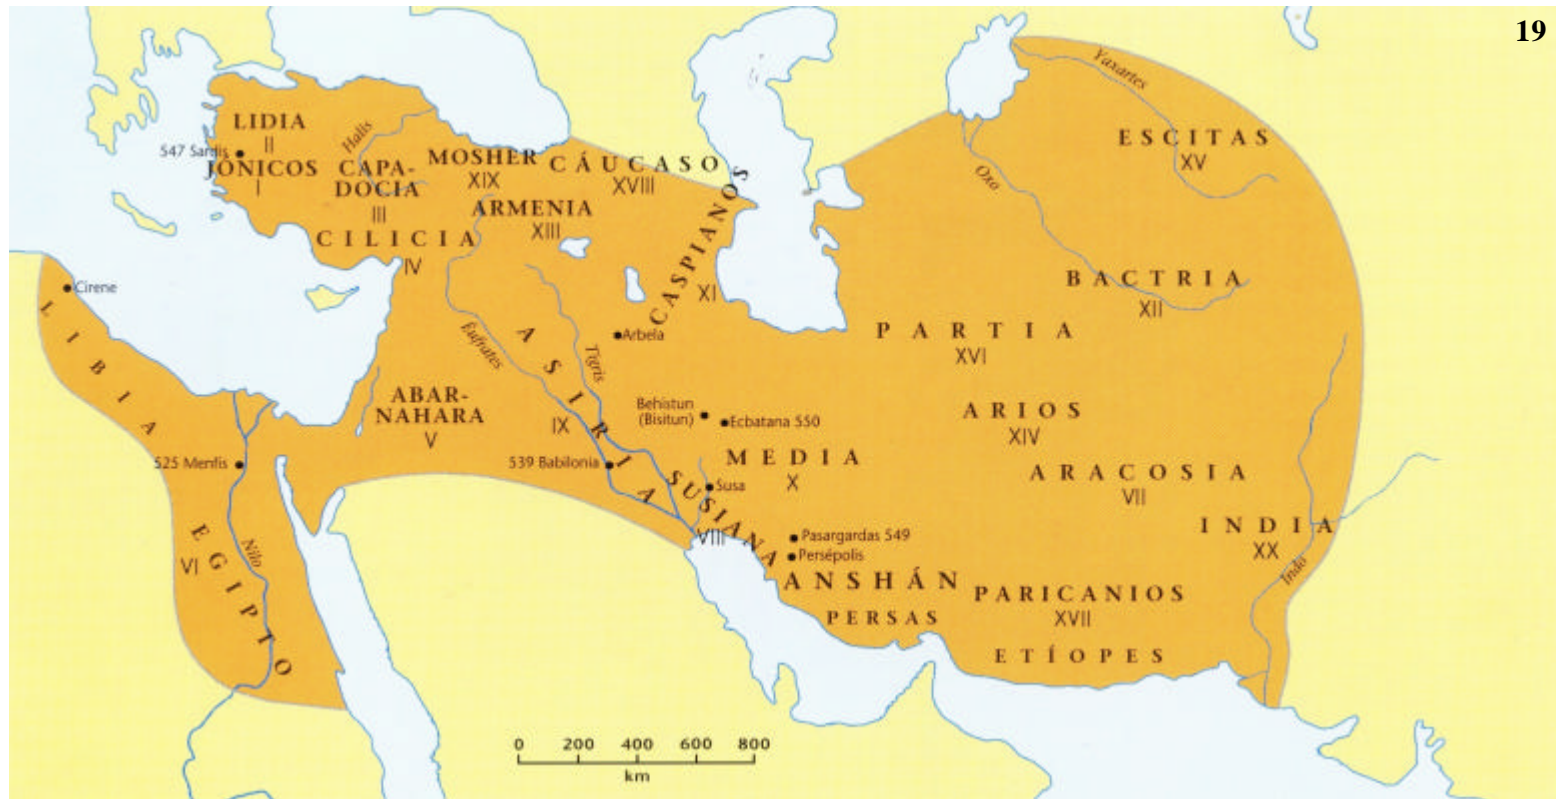 19
Yaxartes
LIDIA
II
547 Sardis
JÓNICOS
I
Halis
CAPA-
DOCIA
III
MOSHER
XIX
CÁUCASO
XVIII
ESCITAS
XV
Oxo
ARMENIA
XIII
CILICIA
IV
CASPIANOS
XI
BACTRIA
XII
Cirene
LIBIA
Éufrates
ASIRIA
IX
Tigris
Arbela
PARTIA
XVI
ABAR-
NAHARA
V
Behistun
(Bisitun)
Ecbatana 550
ARIOS
XIV
525 Menfis
539 Babilonia
MEDIA
X
ARACOSIA
VII
SUSIANA
VIII
Susa
INDIA
XX
Indo
EGIPTO
VI
Nilo
Pasargardas 549
Persépolis
ANSHÁN
PERSAS
PARICANIOS
XVII
ETÍOPES
0 200 400 600 800
km